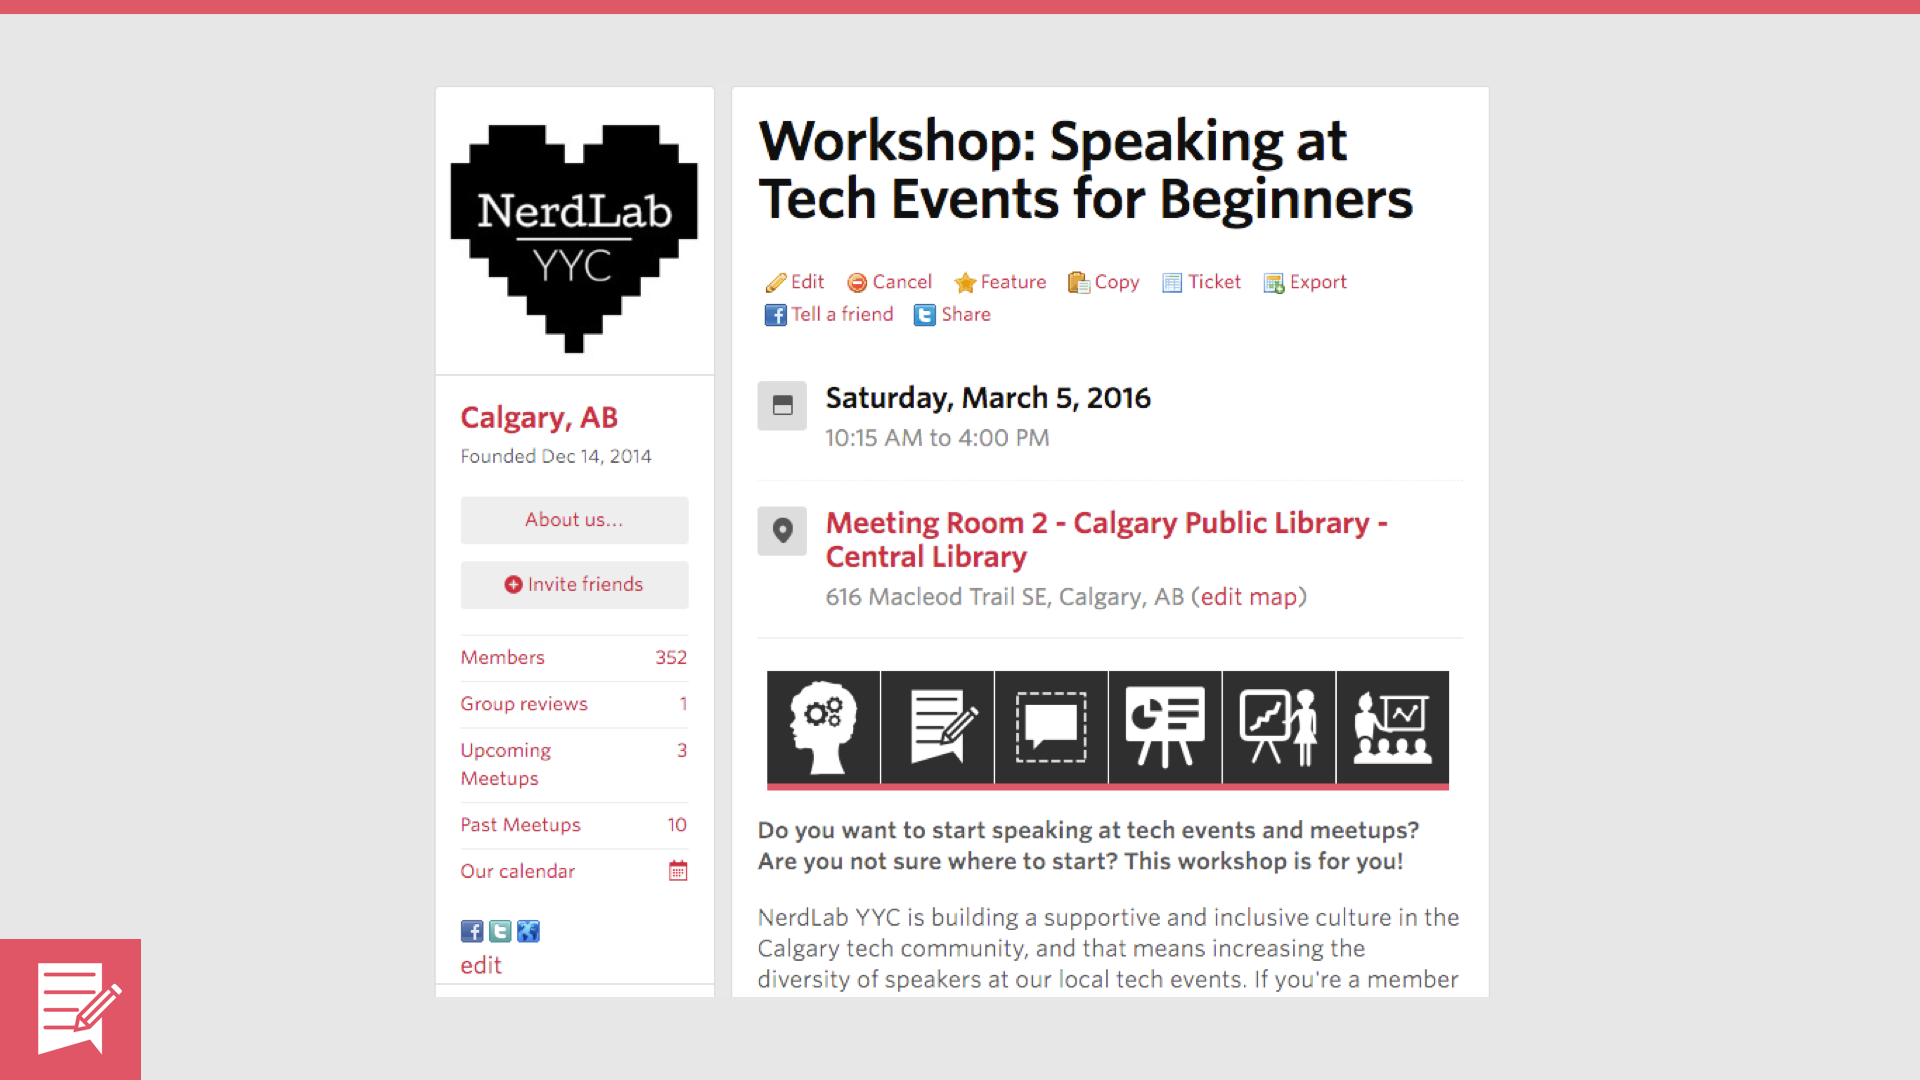 NerdLab
YYC
Calgary, AB
Founded Dec 14, 2014
About us...
Invite friends
Members 352
Group reviews 1
Upcoming 3
Meetups
Past Meetups 10
Our calendar
edit
Workshop: Speaking at
Tech Events for Beginners
Edit Cancel Feature Copy Ticket Export
Tell a friend Share
Saturday, March 5, 2016
10:15 AM to 4:00 PM
Meeting Room 2 - Calgary Public Library -
Central Library
616 Macleod Trail SE, Calgary, AB (edit map)
Do you want to start speaking at tech events and meetups?
Are you not sure where to start? This workshop is for you!
NerdLab YYC is building a supportive and inclusive culture in the
Calgary tech community, and that means increasing the
diversity of speakers at our local tech events. If you're a member